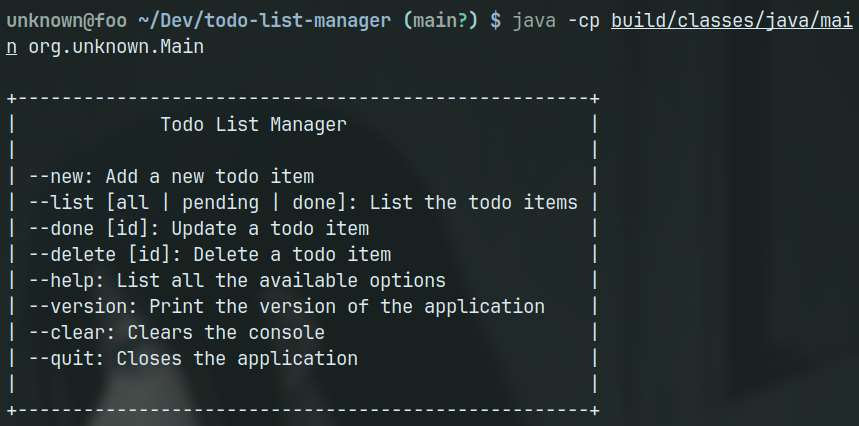 unknown@foo ~/Dev/todo-list-manager (main?) $ java -cp build/classes/java/mai
n org.unknown.Main

+----------------------------------------------------+
|             Todo List Manager                      |
|                                                    |
| --new: Add a new todo item                         |
| --list [all | pending | done]: List the todo items |
| --done [id]: Update a todo item                    |
| --delete [id]: Delete a todo item                  |
| --help: List all the available options             |
| --version: Print the version of the application    |
| --clear: Clears the console                        |
| --quit: Closes the application                     |
|                                                    |
+----------------------------------------------------+